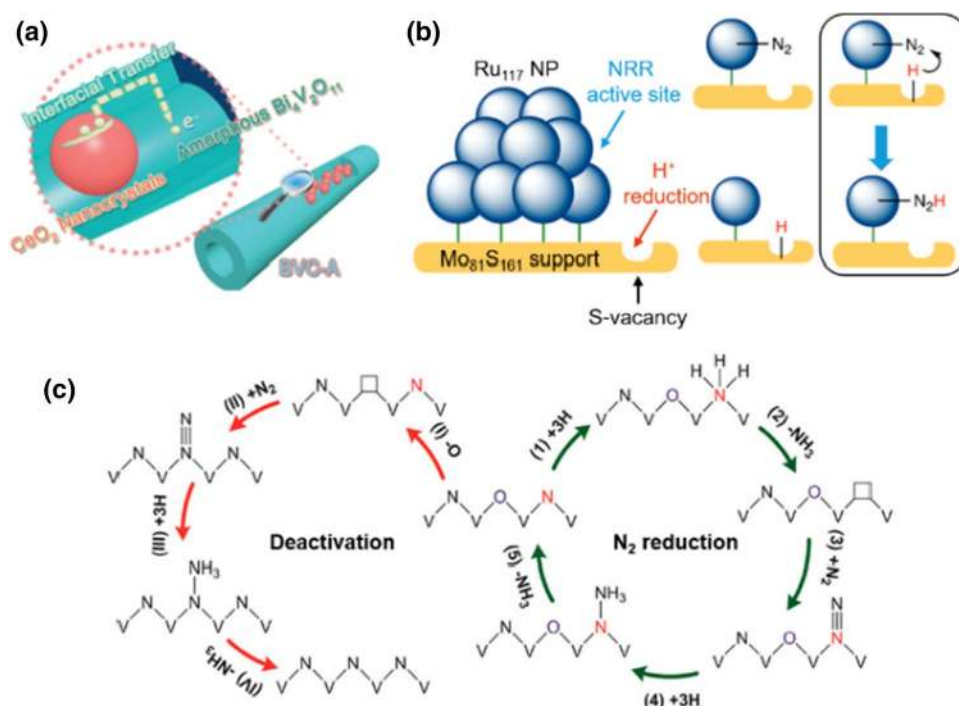 (a)
Interfacial Transfer
e-
Amorphous Bi4V2O11
CeO2 Nanocrystals
BVC-A
(b)
Ru117 NP
NRR
active site
H+
reduction
Mo81S161 support
S-vacancy
N2
N2
H
H
N2H
(c)
N V N V
(II) +N2
(I) -O
N
N
V N V N V N V
(III) +3H
Deactivation
NH3
N N N
V V V V
(IV) -NH3
N N N
V V V V
H H H
N O N
V V V V
(1) +3H
(2) -NH3
N O N
V V V V
N2 reduction
N O
V V V V
(3) +N2
(5) -NH3
NH3
N O N
V V V V
(4) +3H
N
N O N
V V V V